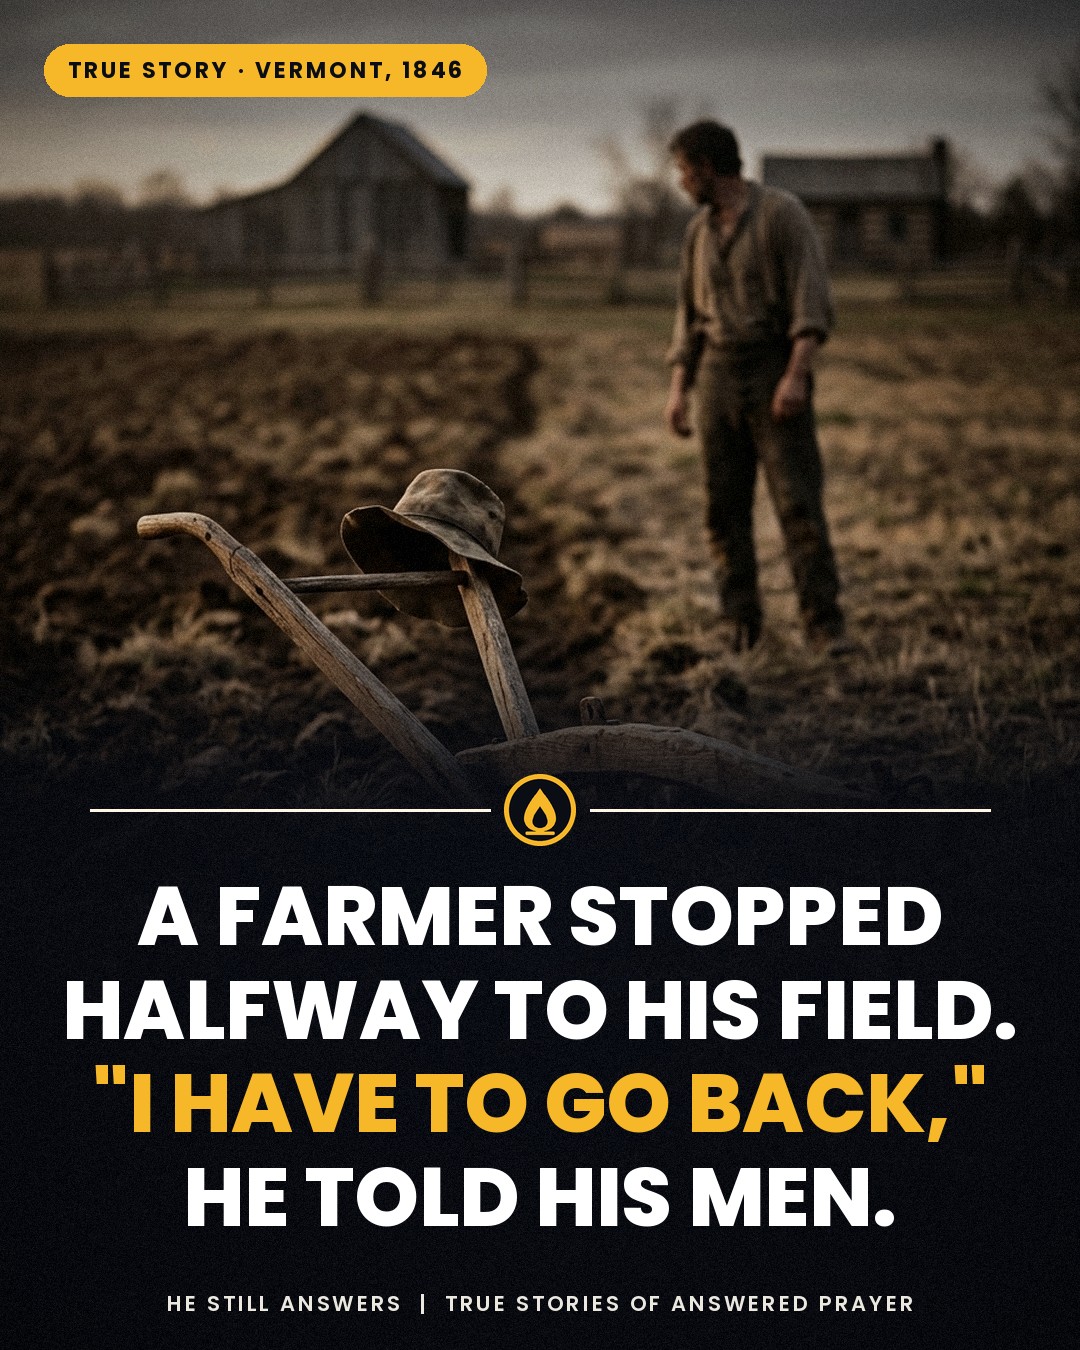 TRUE STORY · VERMONT, 1846
A FARMER STOPPED
HALFWAY TO HIS FIELD.
"I HAVE TO GO BACK,"
HE TOLD HIS MEN.
HE STILL ANSWERS | TRUE STORIES OF ANSWERED PRAYER